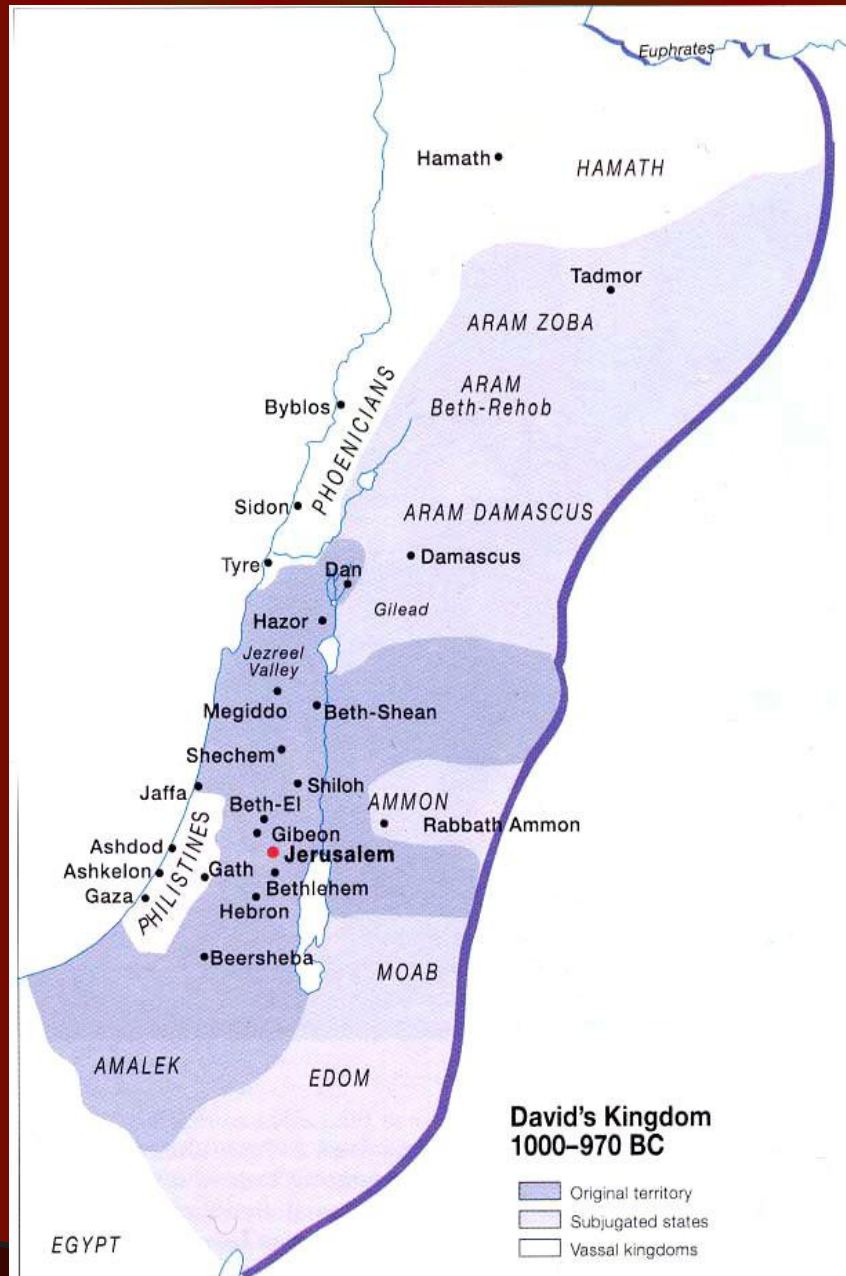 Euphrates
Hamath
HAMATH
Tadmor
ARAM ZOBA
ARAM
Beth-Rehob
Byblos
PHOENICIANS
Sidon
ARAM DAMASCUS
Tyre
Damascus
Dan
Gilead
Hazor
Jezreel
Valley
Megiddo
Beth-Shean
Shechem
Jaffa
Shiloh
Beth-El
AMMON
Rabbath Ammon
Gibeon
Ashdod
Jerusalem
Ashkelon
Gath
Bethlehem
Gaza
PHILISTINES
Hebron
Beersheba
MOAB
AMALEK
EDOM
David's Kingdom
1000–970 BC
Original territory
Subjugated states
Vassal kingdoms
EGYPT